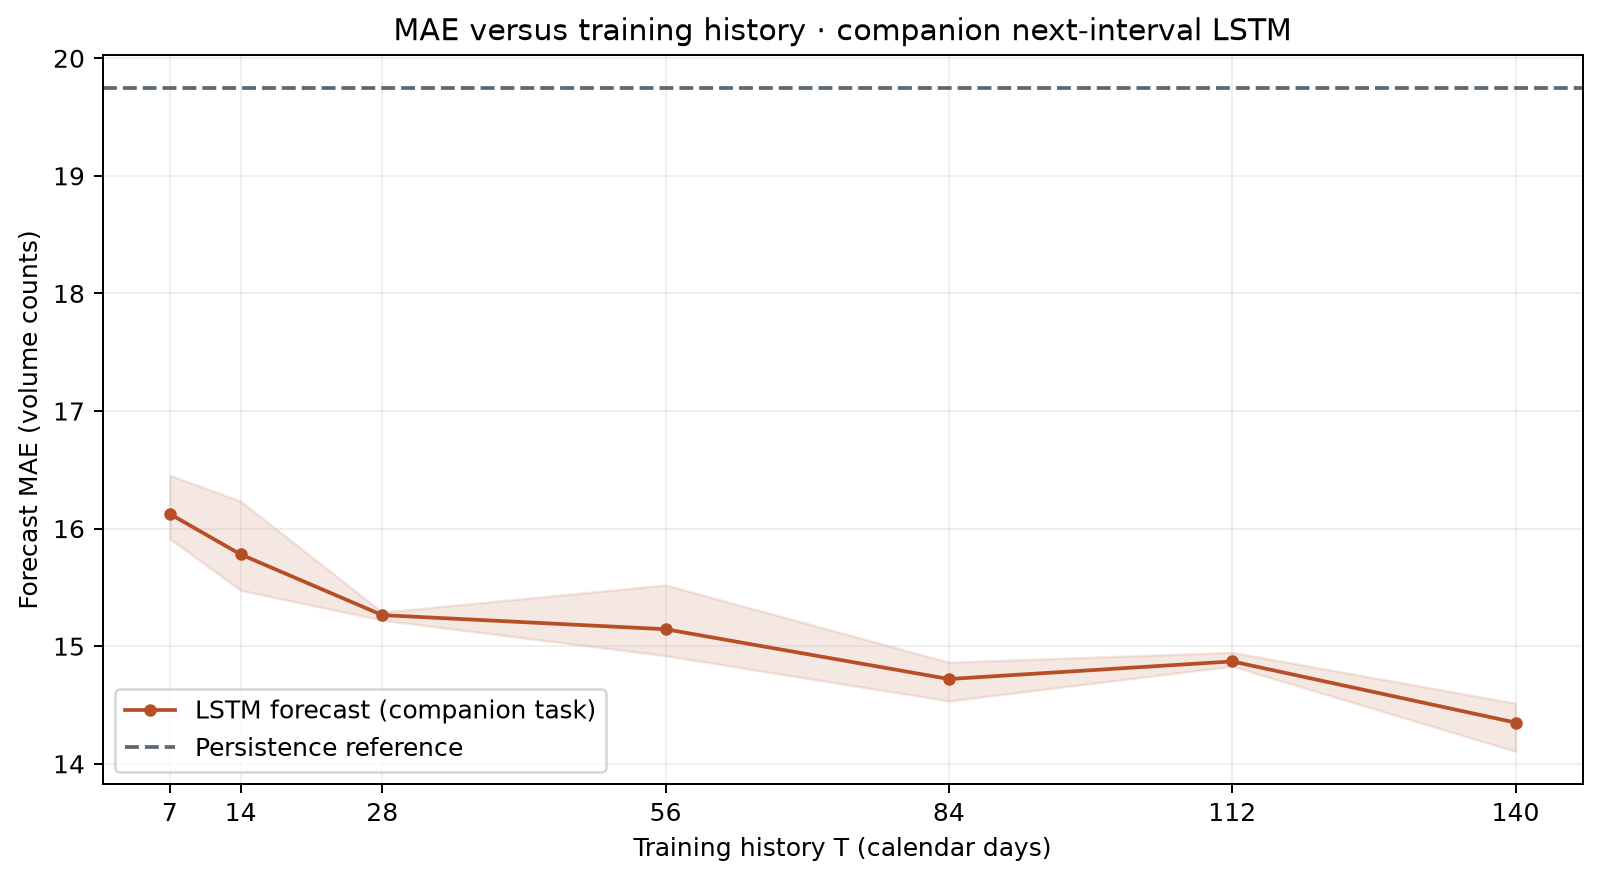 MAE versus training history · companion next-interval LSTM
Forecast MAE (volume counts)
20
19
18
17
16
15
14
LSTM forecast (companion task)
Persistence reference
7 14 28 56 84 112 140
Training history T (calendar days)